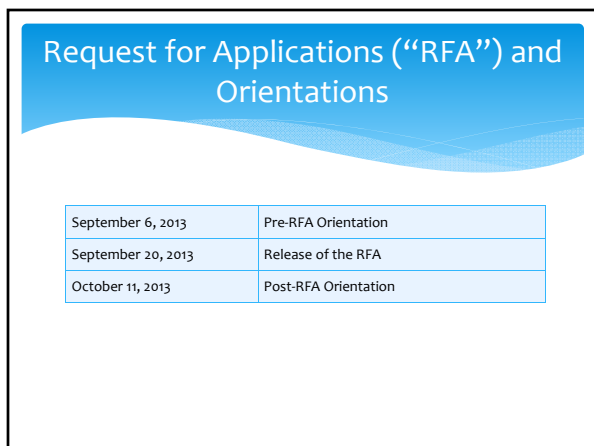 Request for Applications (“RFA”) and
Orientations
September 6, 2013 Pre-RFA Orientation
September 20, 2013 Release of the RFA
October 11, 2013 Post-RFA Orientation